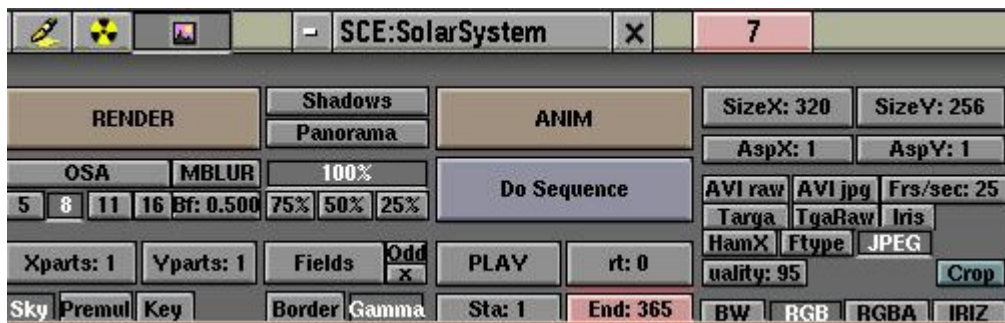 SCE:SolarSystem 7
RENDER Shadows ANIM SizeX: 320 SizeY: 256
Panorama
AspX: 1 AspY: 1
OSA MBLUR 100% Do Sequence
5 8 11 16 Bf: 0.500 75% 50% 25% AVI raw AVI jpg Frs/sec: 25
Targa TgaRaw Iris
HamX Ftype JPEG
Xparts: 1 Yparts: 1 Fields Odd PLAY rt: 0
X
uality: 95 Crop
Sky Premul Key Border Gamma Sta: 1 End: 365 BW RGB RGBA IRIZ